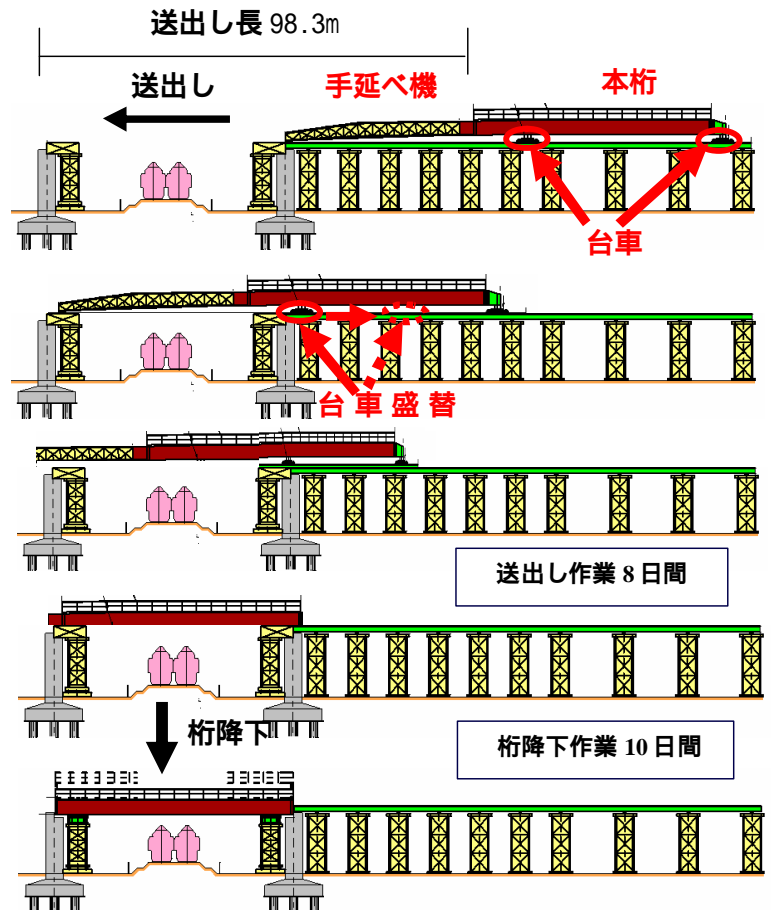 送出し長 98.3m
送出し
手延べ機
本桁
台車
台車盛替
送出し作業 8 日間
桁降下
桁降下作業 10 日間